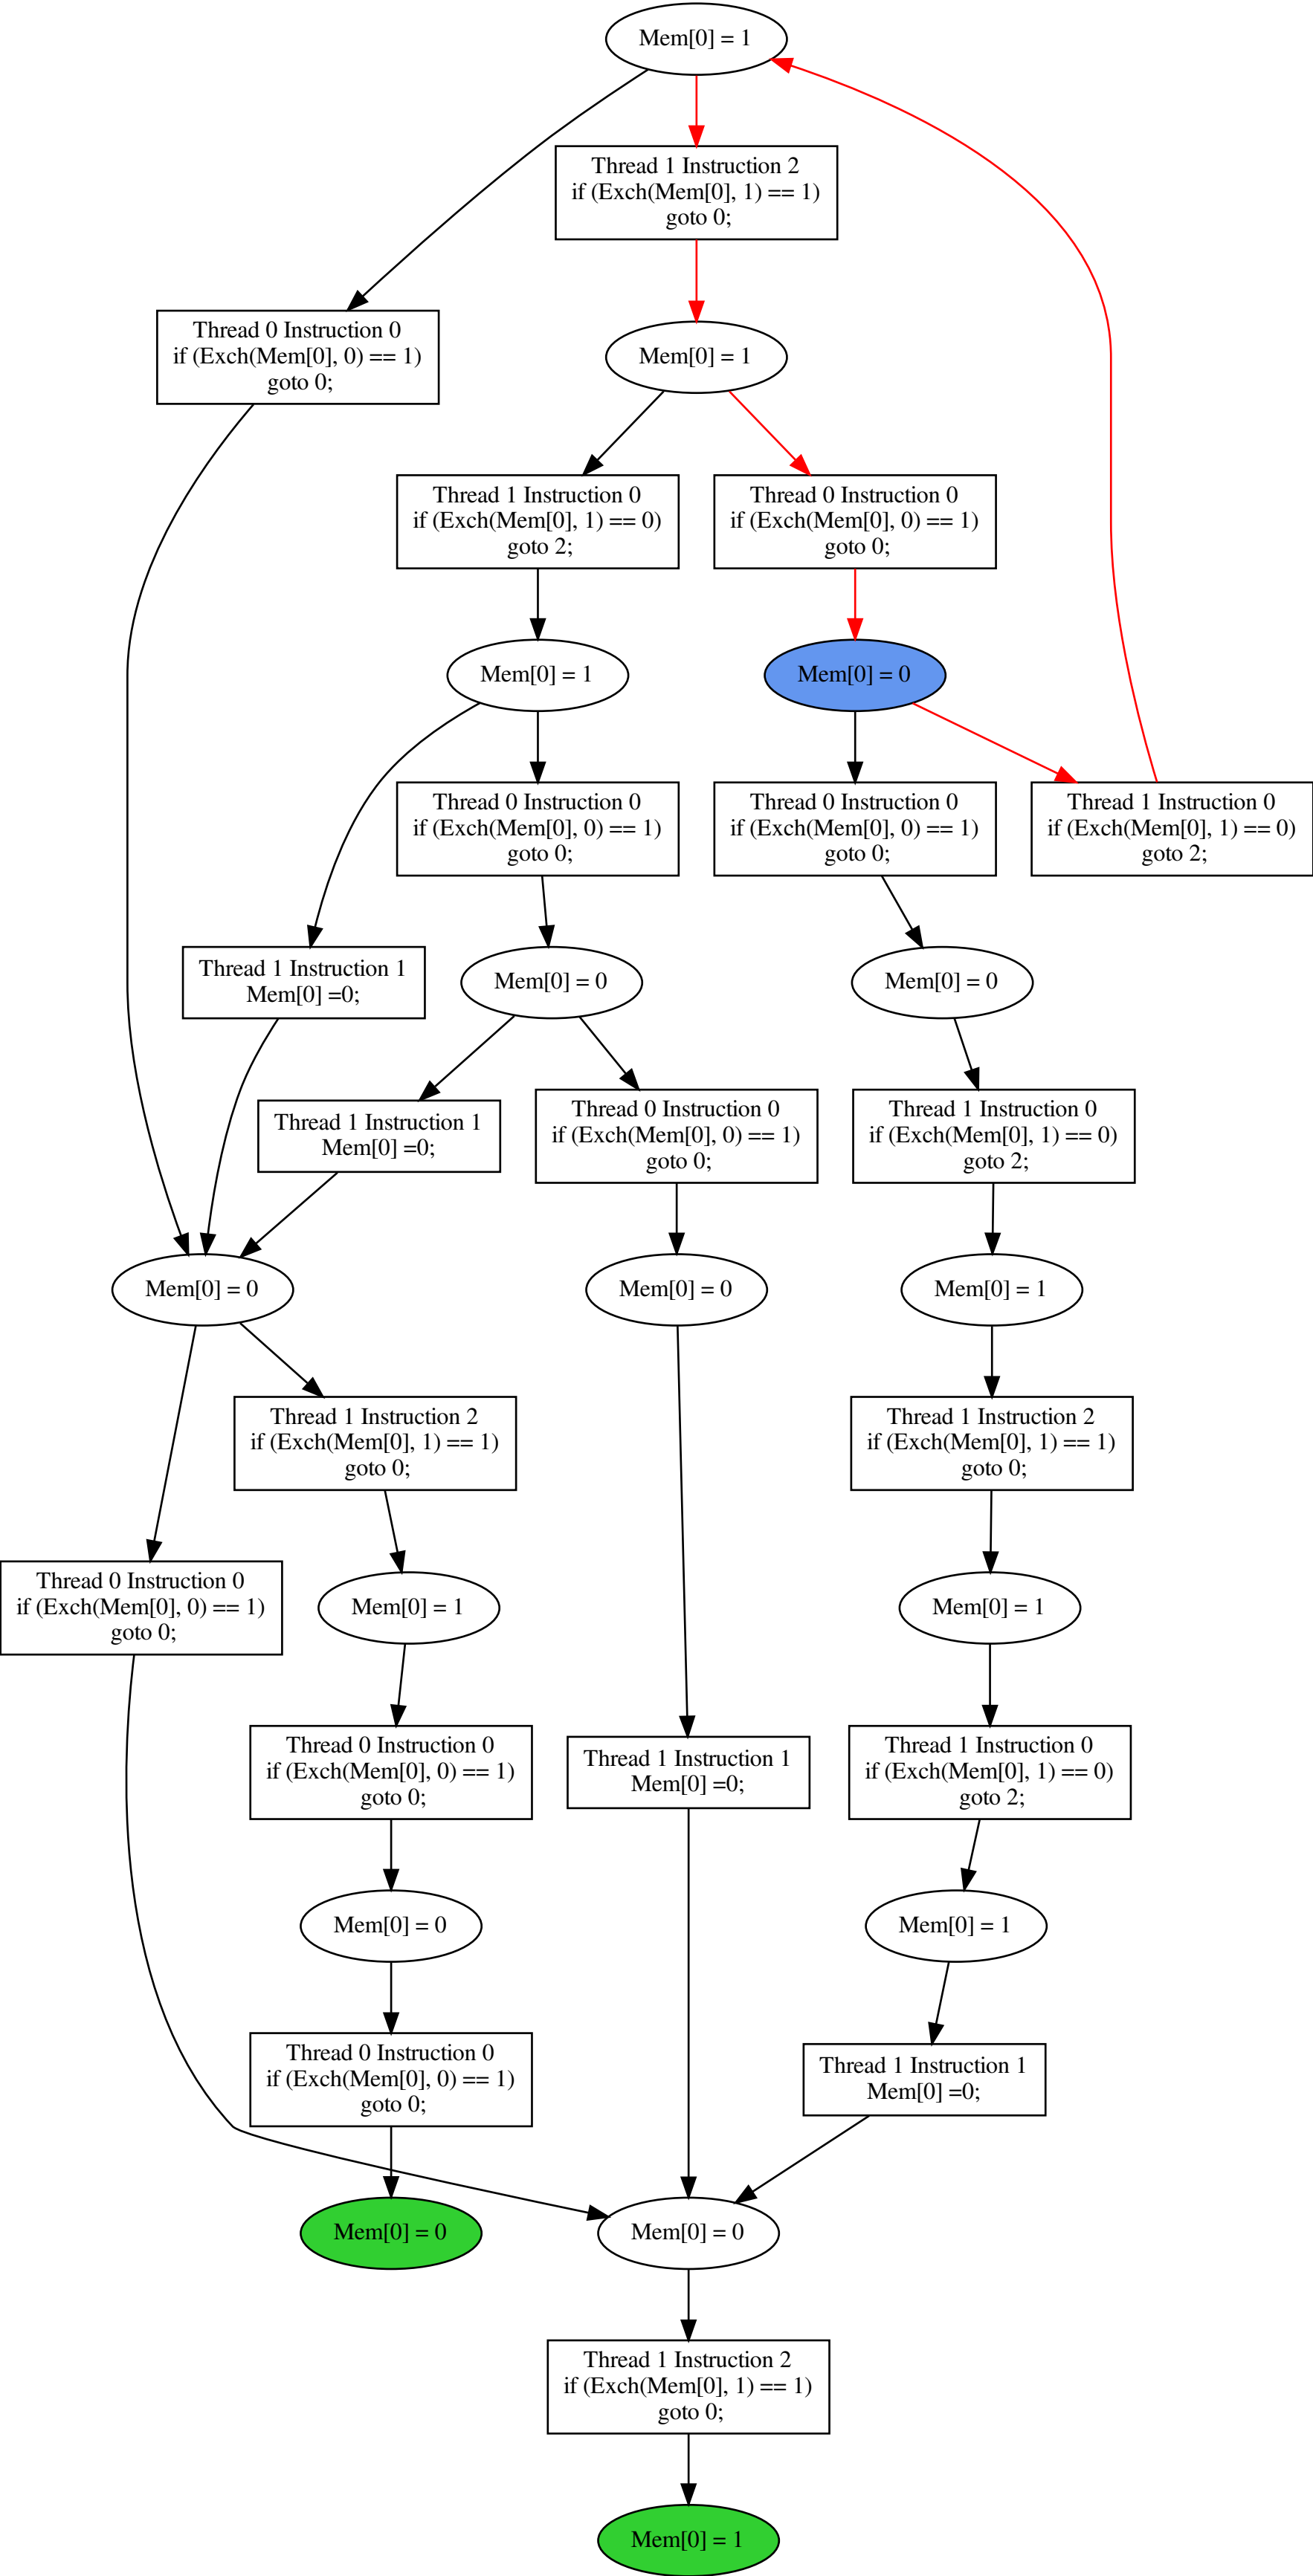 Mem[0] = 1
Thread 1 Instruction 2
if (Exch(Mem[0], 1) == 1)
goto 0;
Thread 0 Instruction 0
if (Exch(Mem[0], 0) == 1)
goto 0;
Mem[0] = 1
Thread 1 Instruction 0
if (Exch(Mem[0], 1) == 0)
goto 2;
Thread 0 Instruction 0
if (Exch(Mem[0], 0) == 1)
goto 0;
Mem[0] = 1
Mem[0] = 0
Thread 0 Instruction 0
if (Exch(Mem[0], 0) == 1)
goto 0;
Thread 0 Instruction 0
if (Exch(Mem[0], 0) == 1)
goto 0;
Thread 1 Instruction 0
if (Exch(Mem[0], 1) == 0)
goto 2;
Thread 1 Instruction 1
Mem[0] =0;
Mem[0] = 0
Mem[0] = 0
Thread 1 Instruction 1
Mem[0] =0;
Thread 0 Instruction 0
if (Exch(Mem[0], 0) == 1)
goto 0;
Thread 1 Instruction 0
if (Exch(Mem[0], 1) == 0)
goto 2;
Mem[0] = 0
Mem[0] = 0
Mem[0] = 1
Thread 1 Instruction 2
if (Exch(Mem[0], 1) == 1)
goto 0;
Thread 1 Instruction 2
if (Exch(Mem[0], 1) == 1)
goto 0;
Thread 0 Instruction 0
if (Exch(Mem[0], 0) == 1)
goto 0;
Mem[0] = 1
Mem[0] = 1
Thread 0 Instruction 0
if (Exch(Mem[0], 0) == 1)
goto 0;
Thread 1 Instruction 1
Mem[0] =0;
Thread 1 Instruction 0
if (Exch(Mem[0], 1) == 0)
goto 2;
Mem[0] = 0
Mem[0] = 1
Thread 0 Instruction 0
if (Exch(Mem[0], 0) == 1)
goto 0;
Thread 1 Instruction 1
Mem[0] =0;
Mem[0] = 0
Mem[0] = 0
Thread 1 Instruction 2
if (Exch(Mem[0], 1) == 1)
goto 0;
Mem[0] = 1